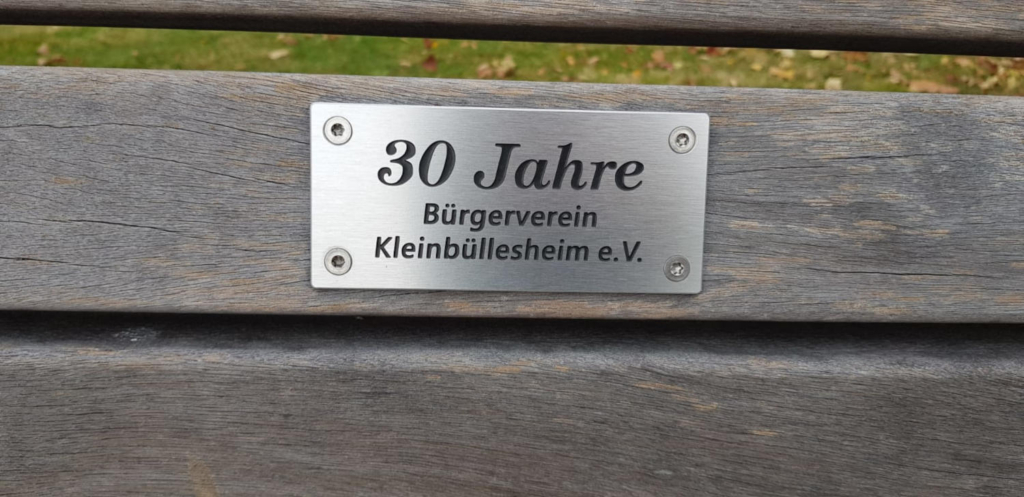 30 Jahre
Bürgerverein
Kleinbüllesheim e.V.